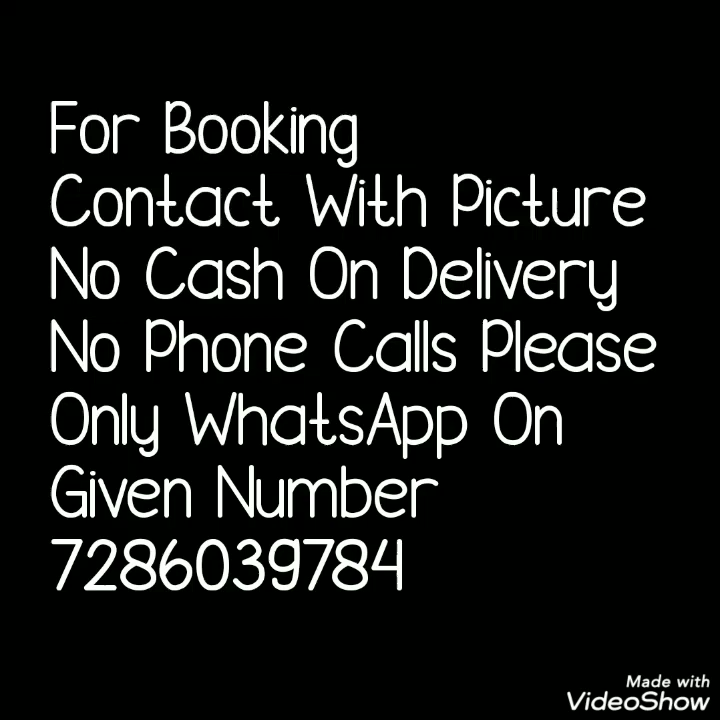 For Booking
Contact With Picture
No Cash On Delivery
No Phone Calls Please
Only WhatsApp On
Given Number
7286039784
Made with
VideoShow